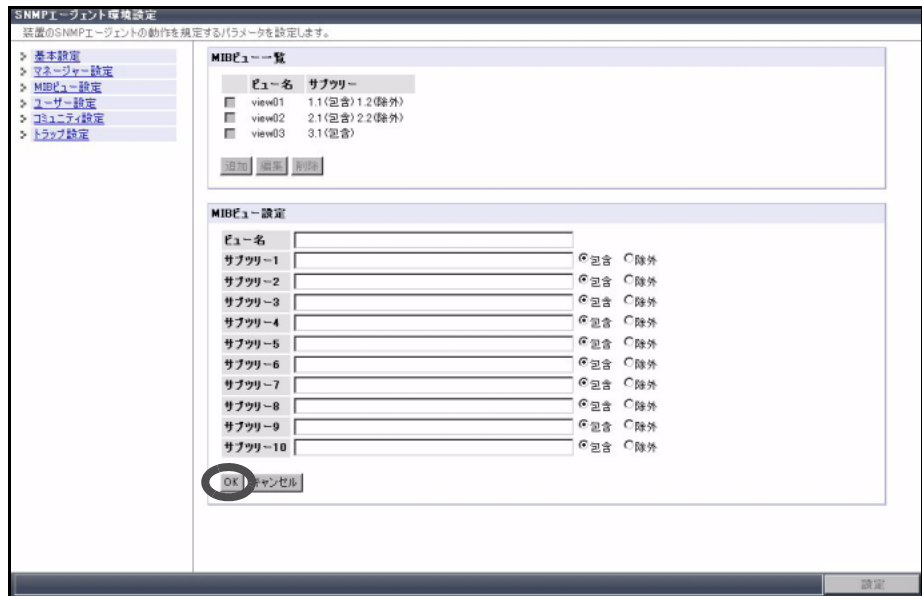 SNMPエージェント環境設定
装置のSNMPエージェントの動作を規定するパラメータを設定します。
基本設定
マネージャー設定
MIBビュー設定
ユーザー設定
コミュニティ設定
トラップ設定
MIBビュー一覧
ビュー名 サブツリー
view01 1.1(包含) 1.2(除外)
view02 2.1(包含) 2.2(除外)
view03 3.1(包含)
追加 編集 削除
MIBビュー設定
ビュー名
サブツリー1 包含 除外
サブツリー2 包含 除外
サブツリー3 包含 除外
サブツリー4 包含 除外
サブツリー5 包含 除外
サブツリー6 包含 除外
サブツリー7 包含 除外
サブツリー8 包含 除外
サブツリー9 包含 除外
サブツリー10 包含 除外
OK キャンセル
設定